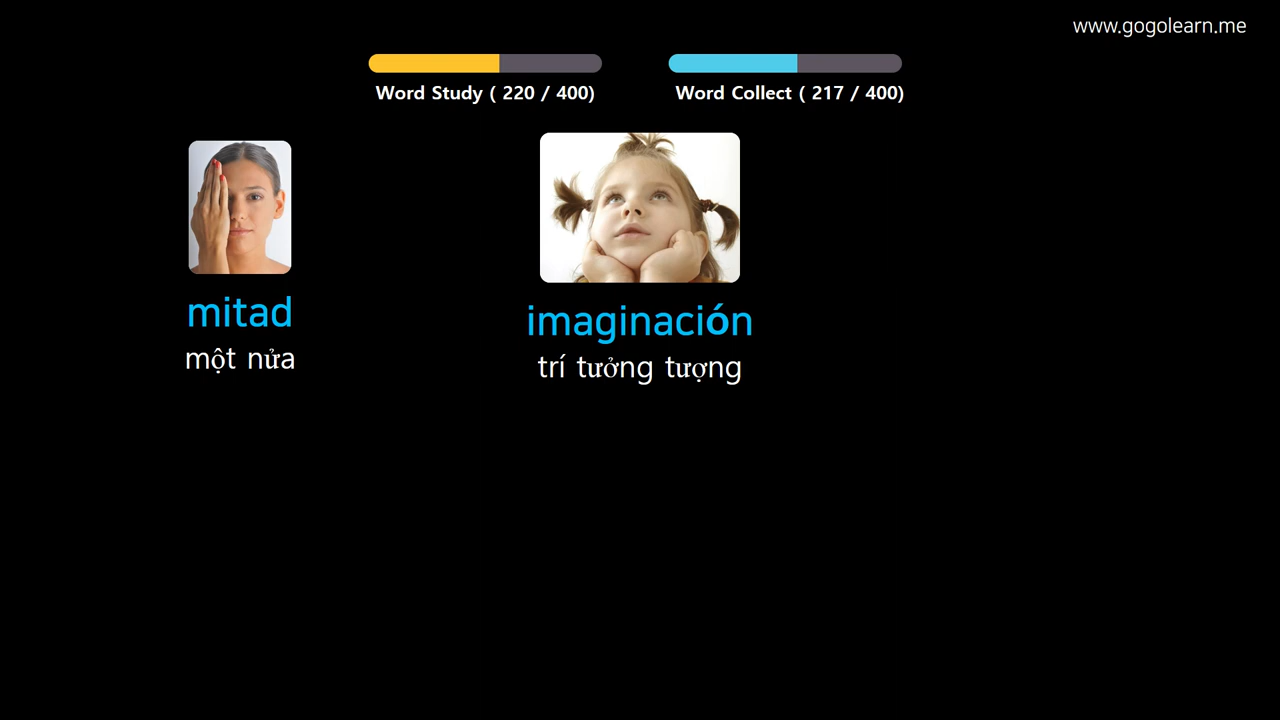 www.gogolearn.me
Word Study ( 220 / 400)
Word Collect ( 217 / 400)
mitad
một nửa
imaginación
trí tưởng tượng